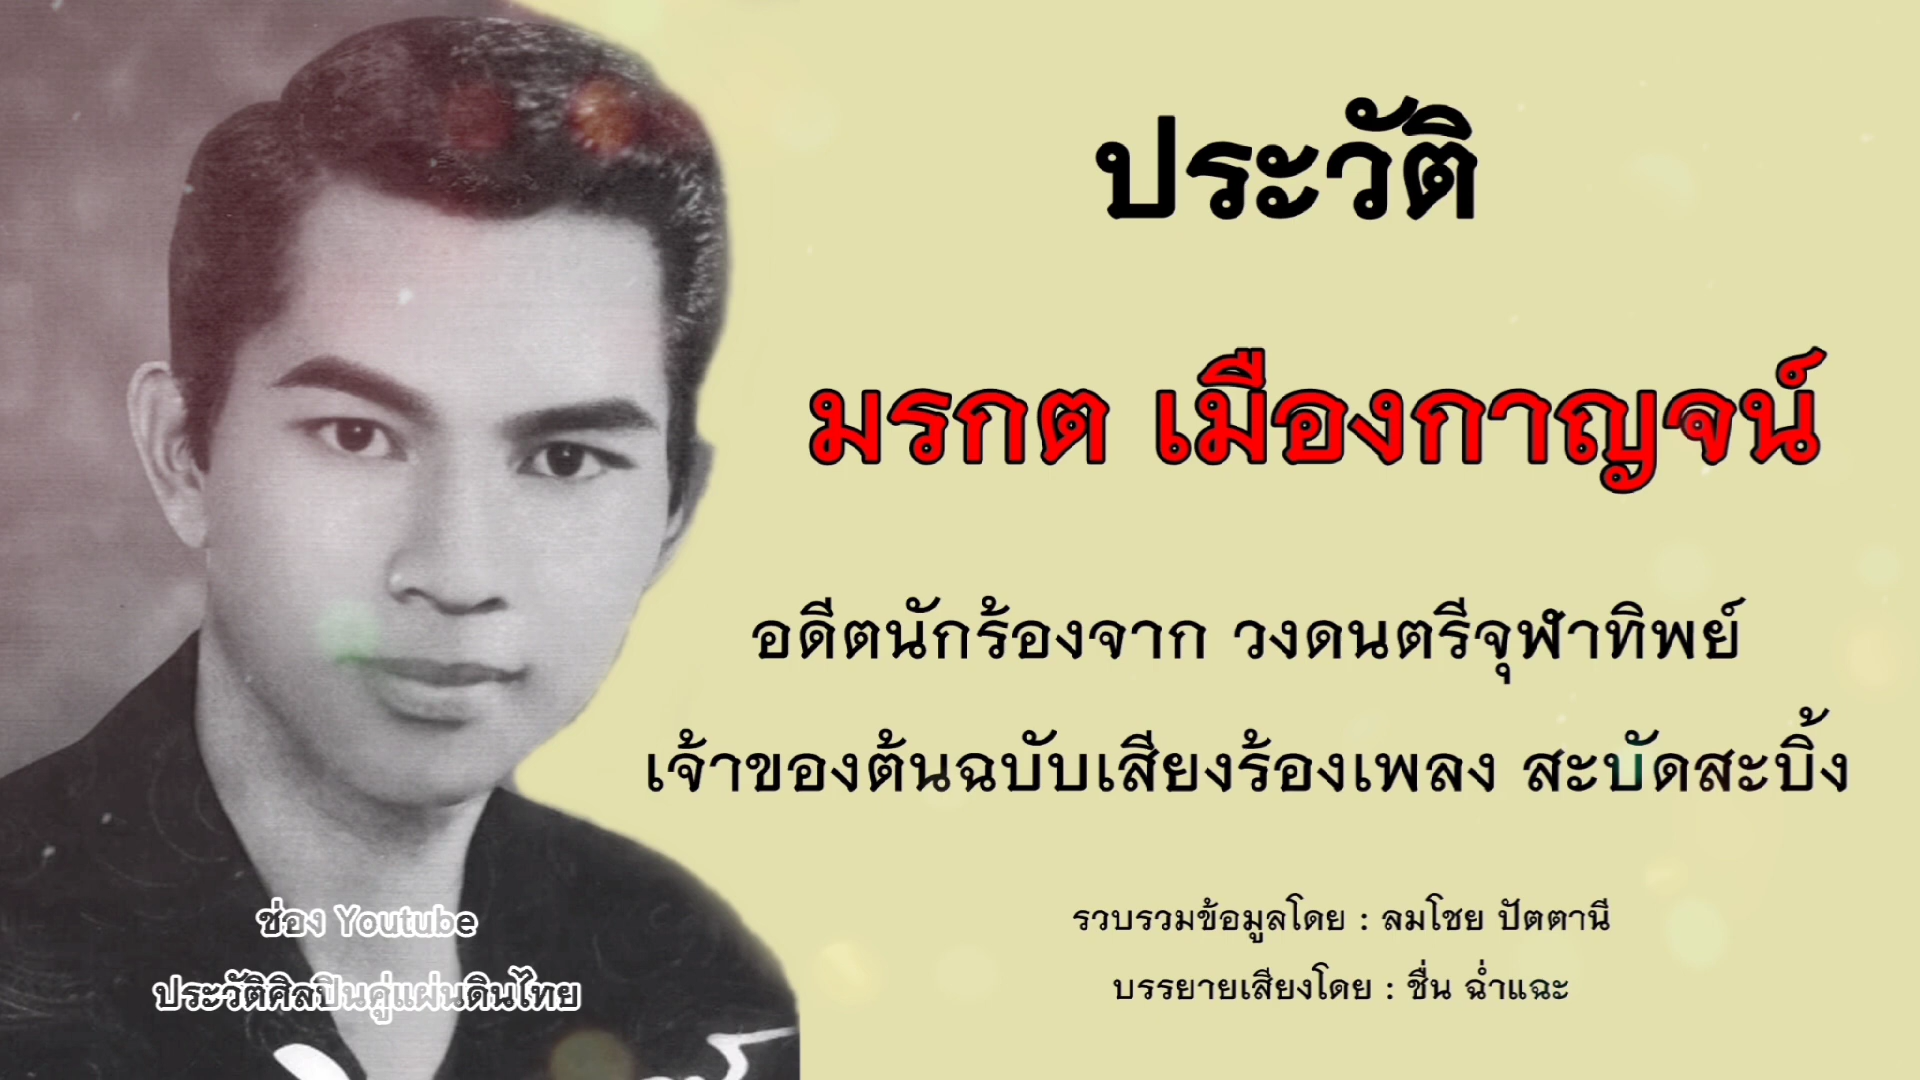 ประวัติ
มรกต เมืองกาญจน์
อดีตนักร้องจาก วงดนตรีจุฬาทิพย์
เจ้าของต้นฉบับเสียงร้องเพลง สะบัดสะบิ้ง
รวบรวมข้อมูลโดย : ลมโชย ปัตตานี
บรรยายเสียงโดย : ชื่น ฉ่ำแฉะ
ช่อง Youtube
ประวัติศิลปินคู่แผ่นดินไทย